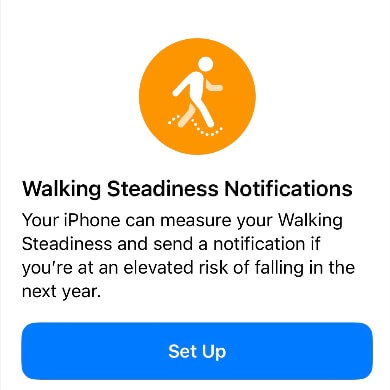 Walking Steadiness Notifications
Your iPhone can measure your Walking
Steadiness and send a notification if
you’re at an elevated risk of falling in the
next year.
Set Up